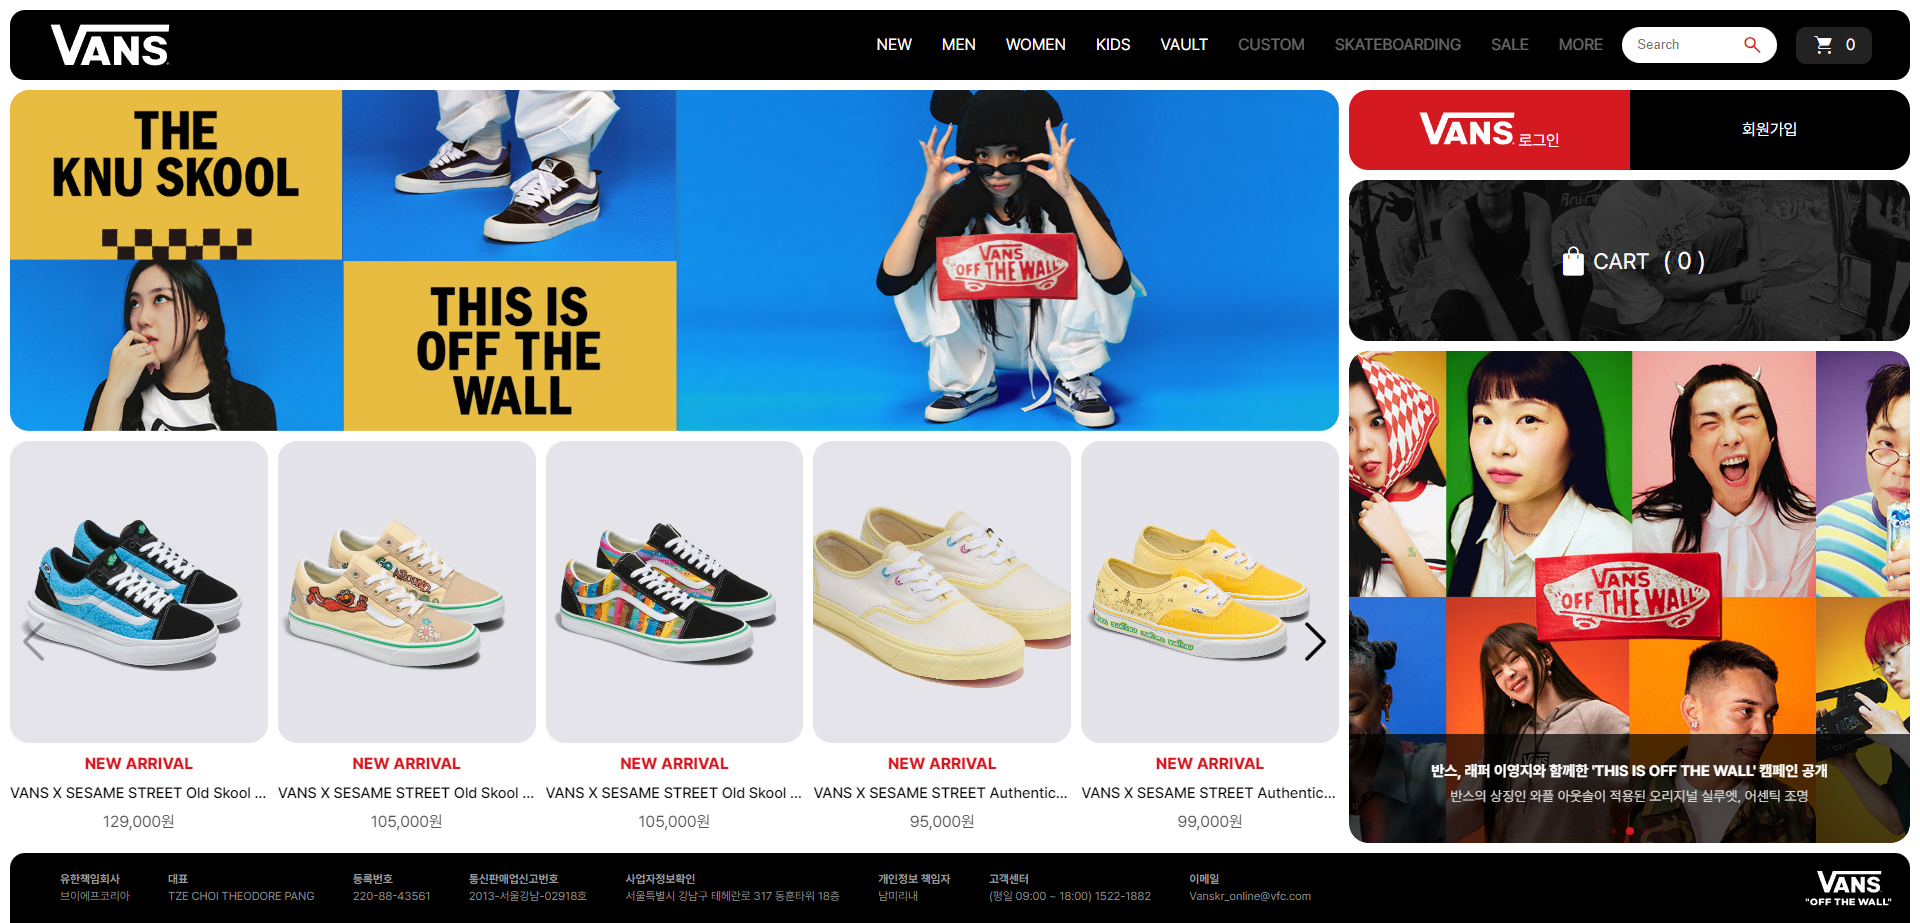 VANS
NEW
MEN
WOMEN
KIDS
VAULT
CUSTOM
SKATEBOARDING
SALE
MORE
Search
0
THE
KNU SKOOL
THIS IS
OFF THE
WALL
VANS
"OFF THE WALL"
VANS 로그인
회원가입
CART ( 0 )
VANS
"OFF THE WALL"
반스, 래퍼 이영지와 함께한 'THIS IS OFF THE WALL' 캠페인 공개
반스의 상징인 와플 아웃솔이 적용된 오리지널 실루엣, 어센틱 조명
NEW ARRIVAL
VANS X SESAME STREET Old Skool ...
129,000원
NEW ARRIVAL
VANS X SESAME STREET Old Skool ...
105,000원
NEW ARRIVAL
VANS X SESAME STREET Old Skool ...
105,000원
NEW ARRIVAL
VANS X SESAME STREET Authentic...
95,000원
NEW ARRIVAL
VANS X SESAME STREET Authentic...
99,000원
유한책임회사
브이에프코리아
대표
TZE CHOI THEODORE PANG
등록번호
220-88-43561
통신판매업신고번호
2013-서울강남-02918호
사업자정보확인
서울특별시 강남구 테헤란로 317 동훈타워 18층
개인정보 책임자
남미리내
고객센터
(평일 09:00 ~ 18:00) 1522-1882
이메일
Vanskr_online@vfc.com
VANS
"OFF THE WALL"